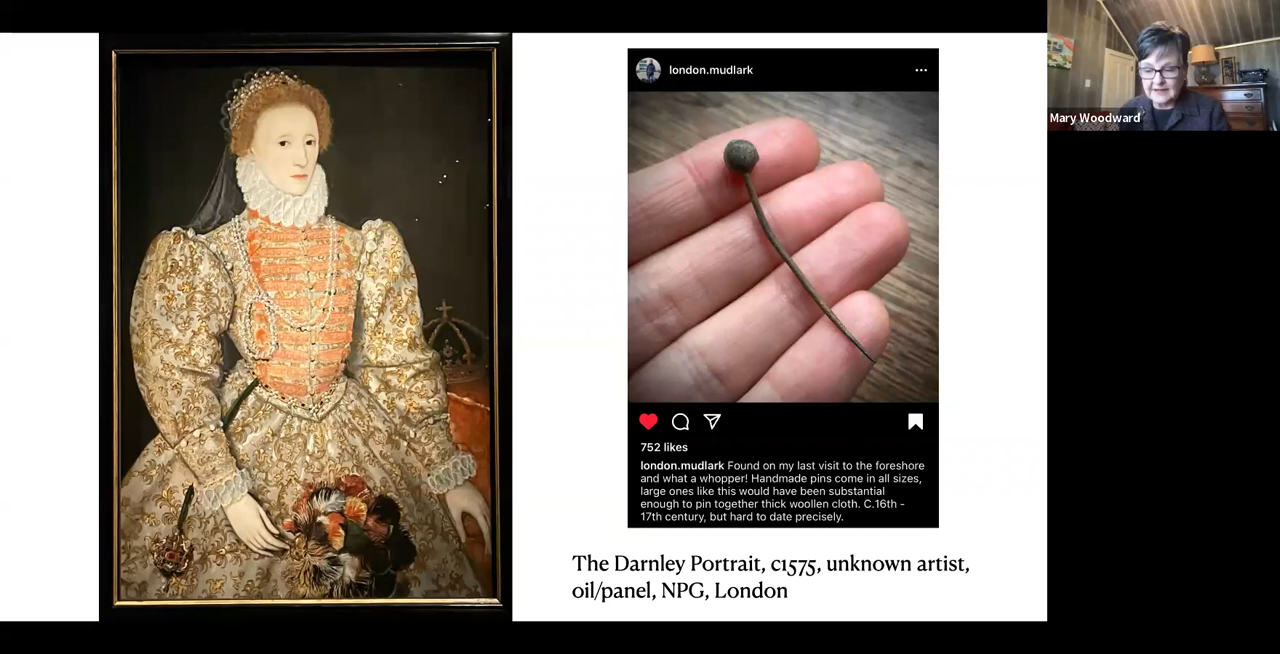 london.mudlark
Mary Woodward
752 likes
london.mudlark Found on my last visit to the foreshore
and what a whopper! Handmade pins come in all sizes,
large ones like this would have been substantial
enough to pin together thick woollen cloth. C.16th -
17th century, but hard to date precisely.
The Darnley Portrait, c1575, unknown artist,
oil/panel, NPG, London